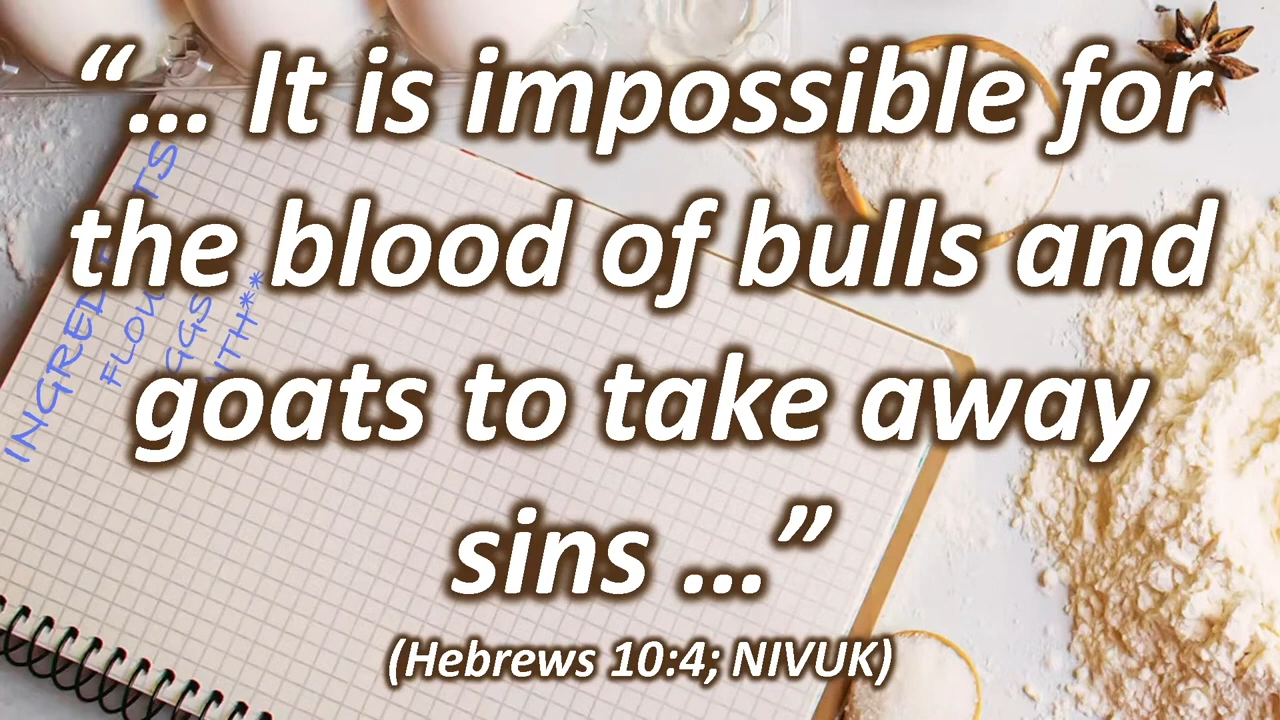 “... It is impossible for
the blood of bulls and
goats to take away
sins ...”
(Hebrews 10:4; NIVUK)